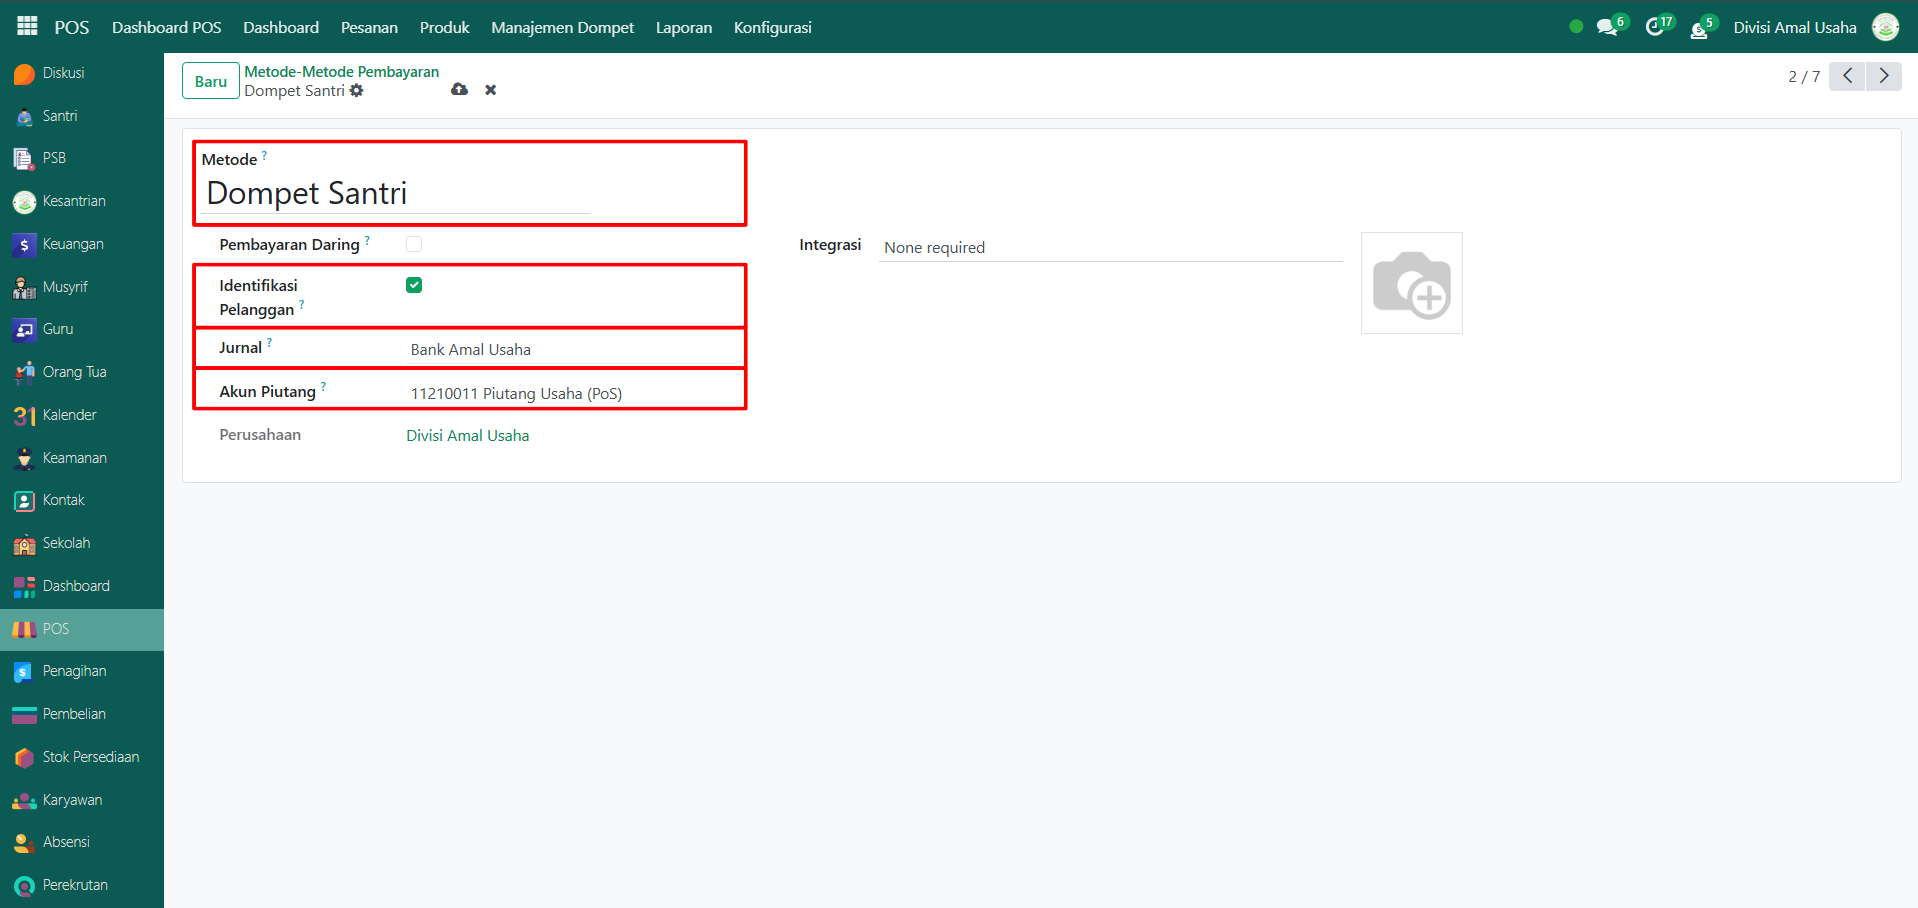 POS Dashboard POS Dashboard Pesanan Produk Manajemen Dompet Laporan Konfigurasi 6 17 5 Divisi Amal Usaha
Diskusi
Santri
PSB
Kesantrian
Keuangan
Musyrif
Guru
Orang Tua
31 Kalender
Keamanan
Kontak
Sekolah
Dashboard
POS
Penagihan
Pembelian
Stok Persediaan
Karyawan
Absensi
Perekrutan
Baru
Metode-Metode Pembayaran
Dompet Santri
2 / 7
Metode ?
Dompet Santri
Pembayaran Daring ?
Identifikasi
Pelanggan ?
Jurnal ? Bank Amal Usaha
Akun Piutang ? 11210011 Piutang Usaha (PoS)
Perusahaan Divisi Amal Usaha
Integrasi None required